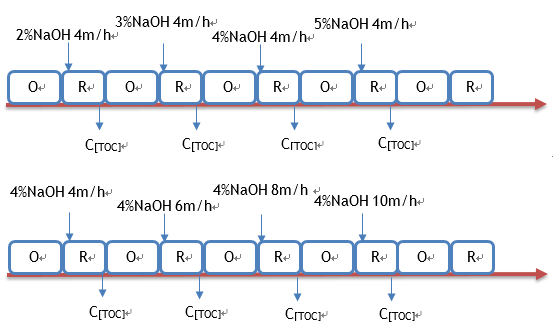 2%NaOH 4m/h 3%NaOH 4m/h 4%NaOH 4m/h 5%NaOH 4m/h
O R O R O R O R O R
C[TOC] C[TOC] C[TOC] C[TOC]
4%NaOH 4m/h 4%NaOH 6m/h 4%NaOH 8m/h 4%NaOH 10m/h
O R O R O R O R O R
C[TOC] C[TOC] C[TOC] C[TOC]